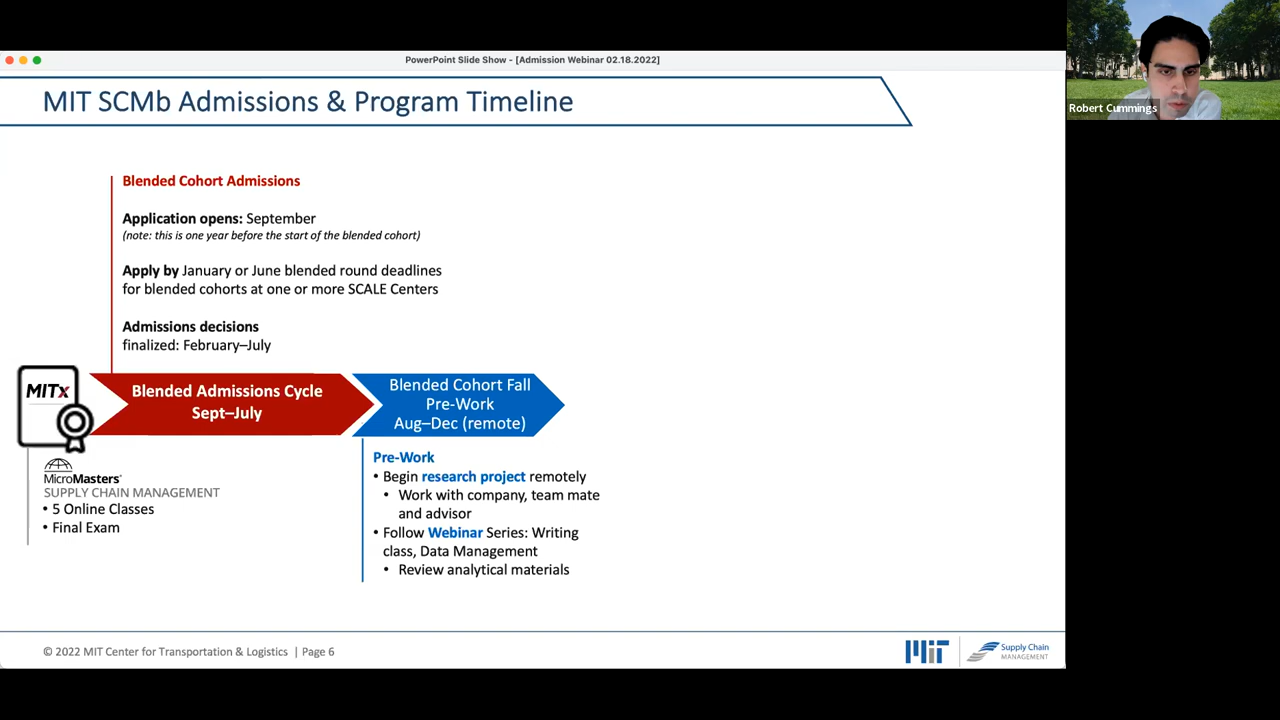 PowerPoint Slide Show - [Admission Webinar 02.18.2022]
MIT SCMb Admissions & Program Timeline
Robert Cummings
Blended Cohort Admissions
Application opens: September
(note: this is one year before the start of the blended cohort)
Apply by January or June blended round deadlines
for blended cohorts at one or more SCALE Centers
Admissions decisions
finalized: February–July
MITx
Blended Admissions Cycle
Sept–July
Blended Cohort Fall
Pre-Work
Aug–Dec (remote)
MicroMasters®
SUPPLY CHAIN MANAGEMENT
• 5 Online Classes
• Final Exam
Pre-Work
• Begin research project remotely
• Work with company, team mate
and advisor
• Follow Webinar Series: Writing
class, Data Management
• Review analytical materials
© 2022 MIT Center for Transportation & Logistics | Page 6
MIT
Supply Chain
MANAGEMENT